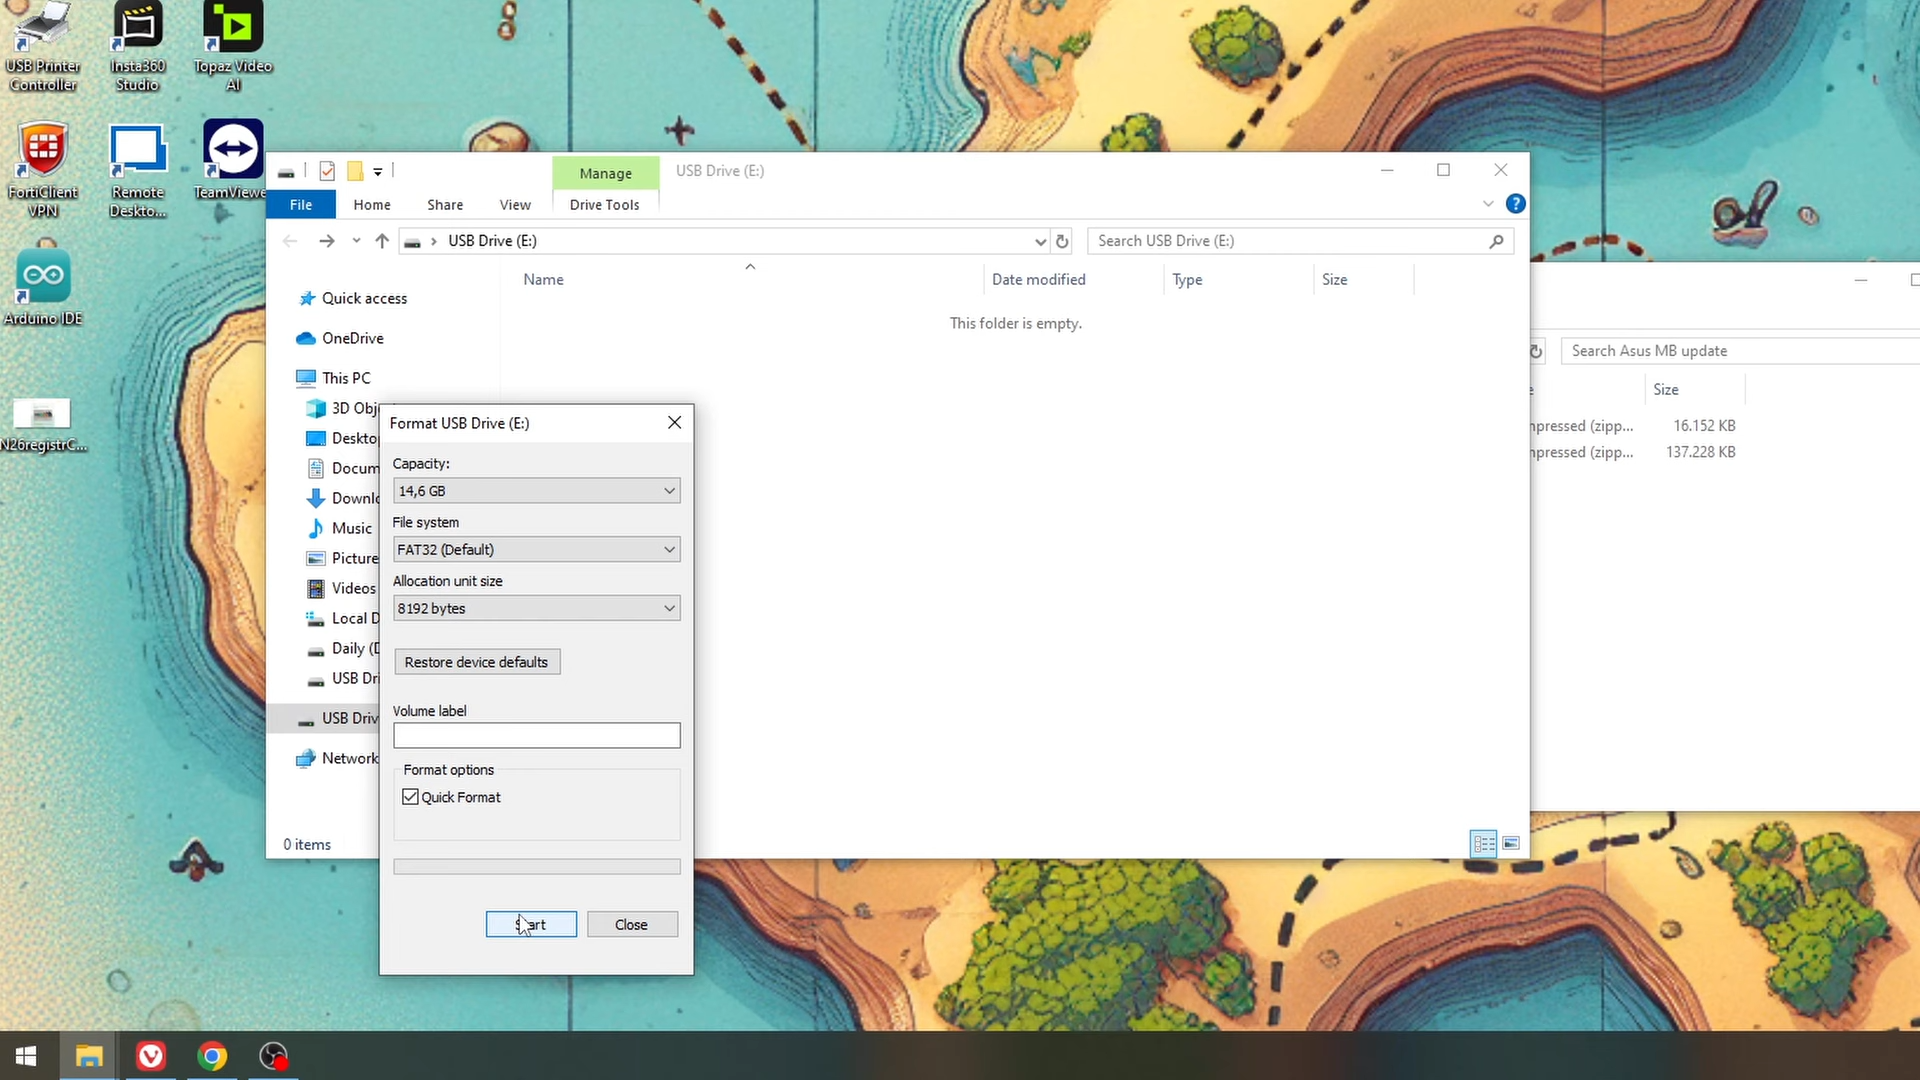 USB Printer
Controller
Insta360
Studio
Topaz Video
AI
FortiClient
VPN
Remote
Deskto...
TeamViewe
Arduino IDE
N26registrC...
Manage
USB Drive (E:)
File
Home
Share
View
Drive Tools
USB Drive (E:)
Search USB Drive (E:)
Name
Date modified
Type
Size
This folder is empty.
Quick access
OneDrive
This PC
3D Obj
Deskto
Docum
Downlo
Music
Picture
Videos
Local D
Daily (D
USB Dri
USB Driv
Network
0 items
Format USB Drive (E:)
Capacity:
14,6 GB
File system
FAT32 (Default)
Allocation unit size
8192 bytes
Restore device defaults
Volume label
Format options
Quick Format
Start
Close
Search Asus MB update
e
Size
mpressed (zipp...
16.152 KB
mpressed (zipp...
137.228 KB